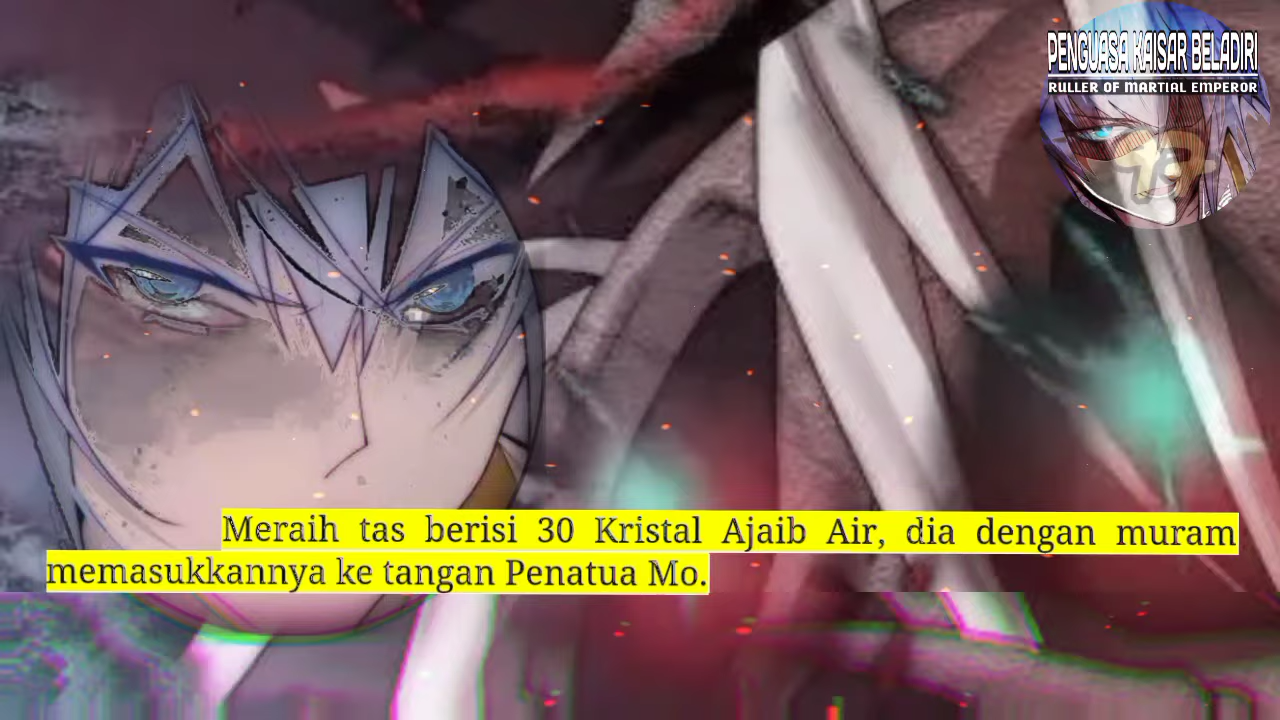 PENGUASA KAISAR BELADIRI
RULLER OF MARTIAL EMPEROR
Meraih tas berisi 30 Kristal Ajaib Air, dia dengan muram
memasukkannya ke tangan Penatua Mo.